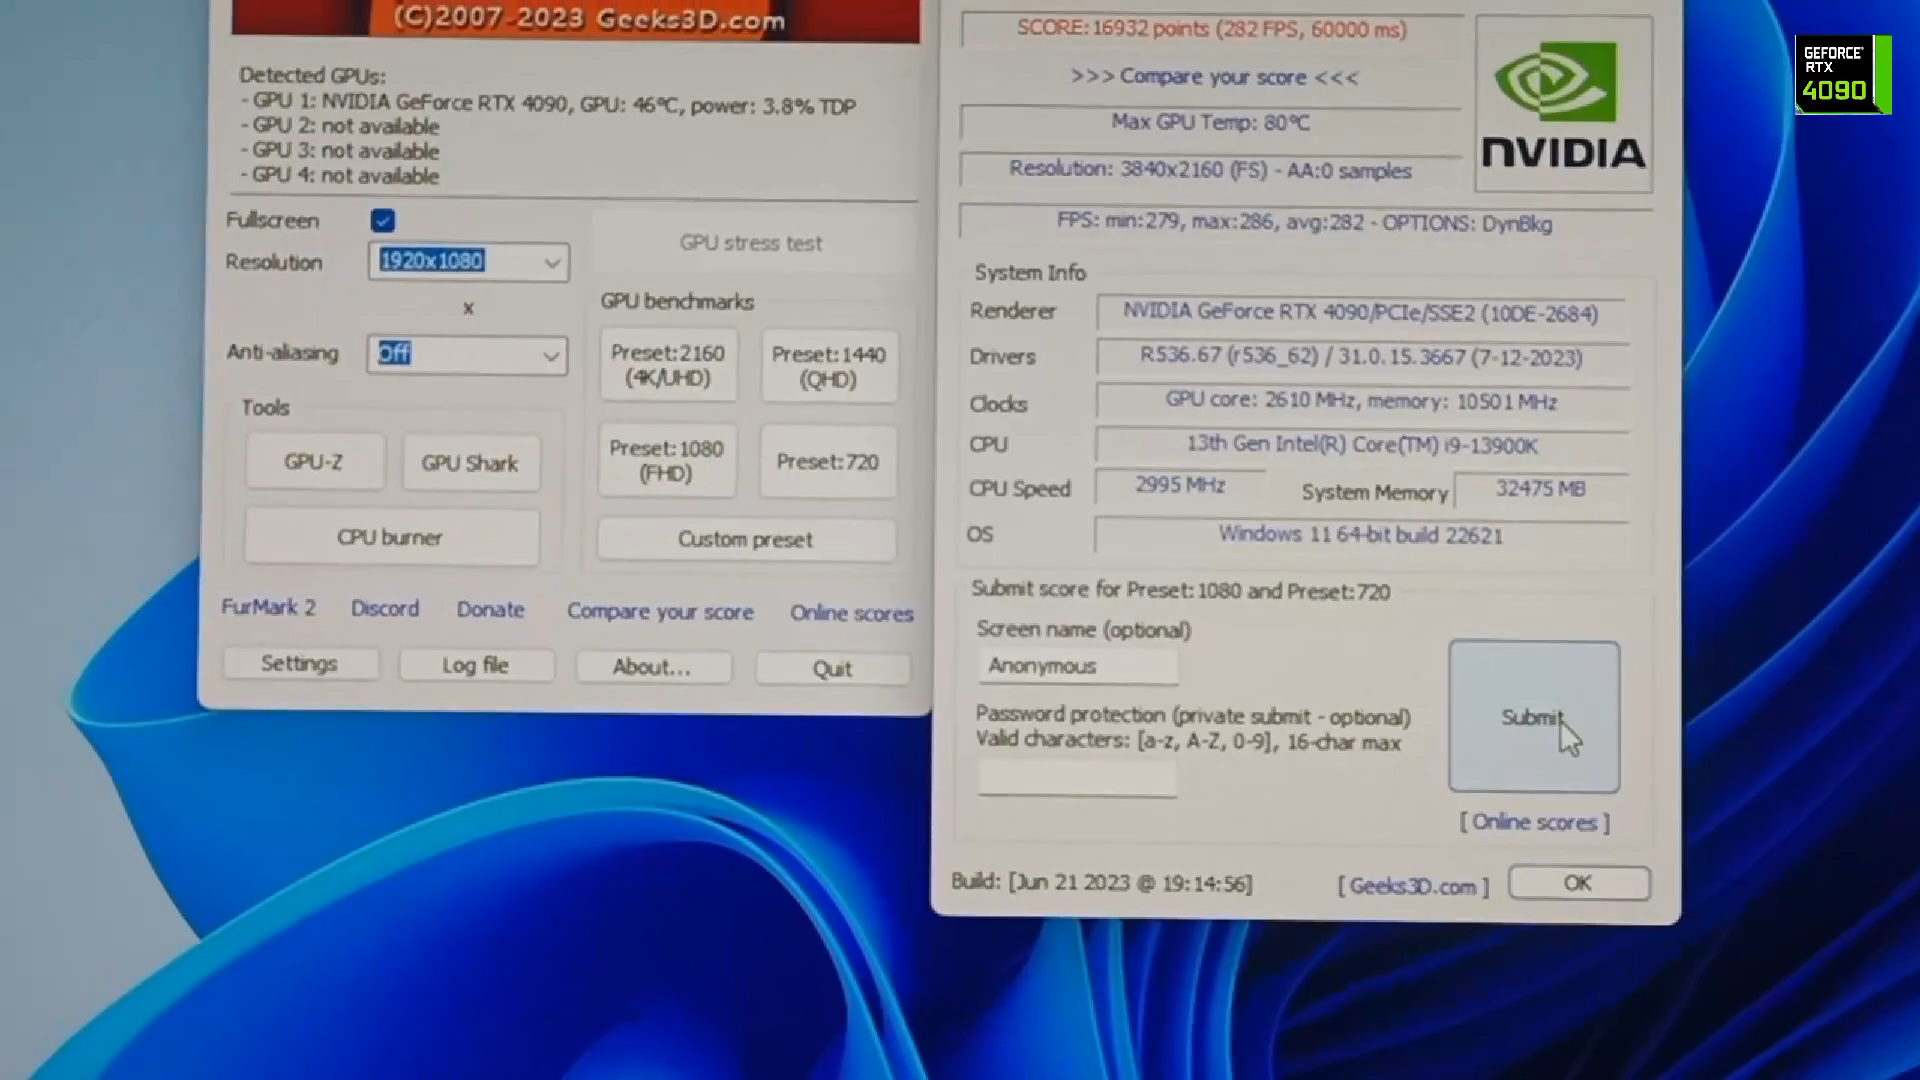 (C)2007-2023 Geeks3D.com
Detected GPUs:
- GPU 1: NVIDIA GeForce RTX 4090, GPU: 46°C, power: 3.8% TDP
- GPU 2: not available
- GPU 3: not available
- GPU 4: not available
Fullscreen
GPU stress test
Resolution
1920x1080
x
Anti-aliasing
Off
GPU benchmarks
Preset:2160
(4K/UHD)
Preset:1440
(QHD)
Preset:1080
(FHD)
Preset:720
Custom preset
Tools
GPU-Z
GPU Shark
CPU burner
FurMark 2
Discord
Donate
Compare your score
Online scores
Settings
Log file
About...
Quit
SCORE:16932 points (282 FPS, 60000 ms)
>>> Compare your score <<<
Max GPU Temp: 80°C
Resolution: 3840x2160 (FS) - AA:0 samples
NVIDIA
FPS: min:279, max:286, avg:282 - OPTIONS: DynBkg
System Info
Renderer
NVIDIA GeForce RTX 4090/PCIe/SSE2 (10DE-2684)
Drivers
R536.67 (r536_62) / 31.0.15.3667 (7-12-2023)
Clocks
GPU core: 2610 MHz, memory: 10501 MHz
CPU
13th Gen Intel(R) Core(TM) i9-13900K
CPU Speed
2995 MHz
System Memory
32475 MB
OS
Windows 11 64-bit build 22621
Submit score for Preset:1080 and Preset:720
Screen name (optional)
Anonymous
Password protection (private submit - optional)
Valid characters: [a-z, A-Z, 0-9], 16-char max
Submit
[ Online scores ]
Build: [Jun 21 2023 @ 19:14:56]
[ Geeks3D.com ]
OK
GEFORCE
RTX
4090